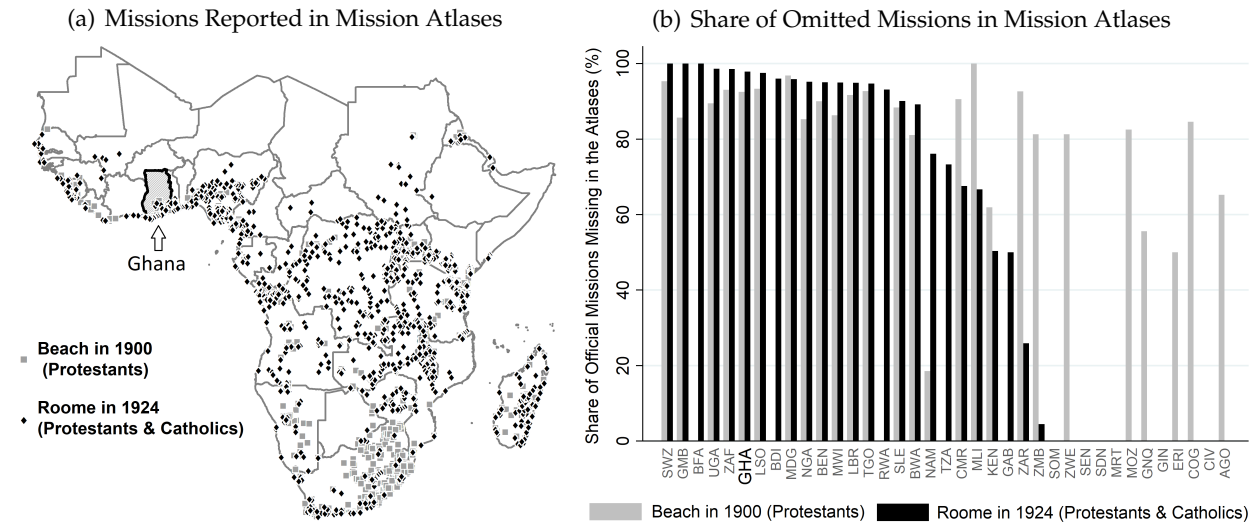 (a) Missions Reported in Mission Atlases
Ghana
Beach in 1900
(Protestants)
Roome in 1924
(Protestants & Catholics)
(b) Share of Omitted Missions in Mission Atlases
Share of Official Missions Missing in the Atlases (%)
100
80
60
40
20
0
SWZ
GMB
BFA
UGA
ZAF
GHA
LSO
BDI
MDG
NGA
BEN
MWI
LBR
TGO
RWA
SLE
BWA
NAM
TZA
CMR
MLI
KEN
GAB
ZAR
ZMB
SOM
ZWE
SEN
SDN
MRT
MOZ
GNQ
GIN
ERI
COG
CIV
AGO
Beach in 1900 (Protestants)
Roome in 1924 (Protestants & Catholics)